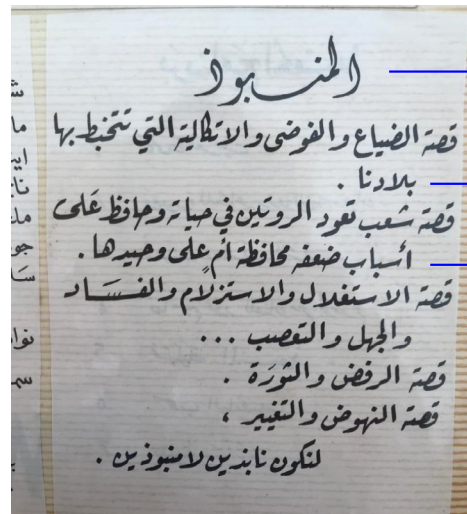 المنبوذ
قصة الضياع والفوضى والاتكالية التي تتخبط بها
بلادنا .
قصة شعب تعود الروتين في حياته وحافظ على
أسباب ضعفه محافظة أم على وحيدها .
قصة الاستغلال والاستزلام والفساد
والجهل والتعصب ...
قصة الرفض والثورة .
قصة النهوض والتغيير ،
لنكون نابذين لا منبوذين .